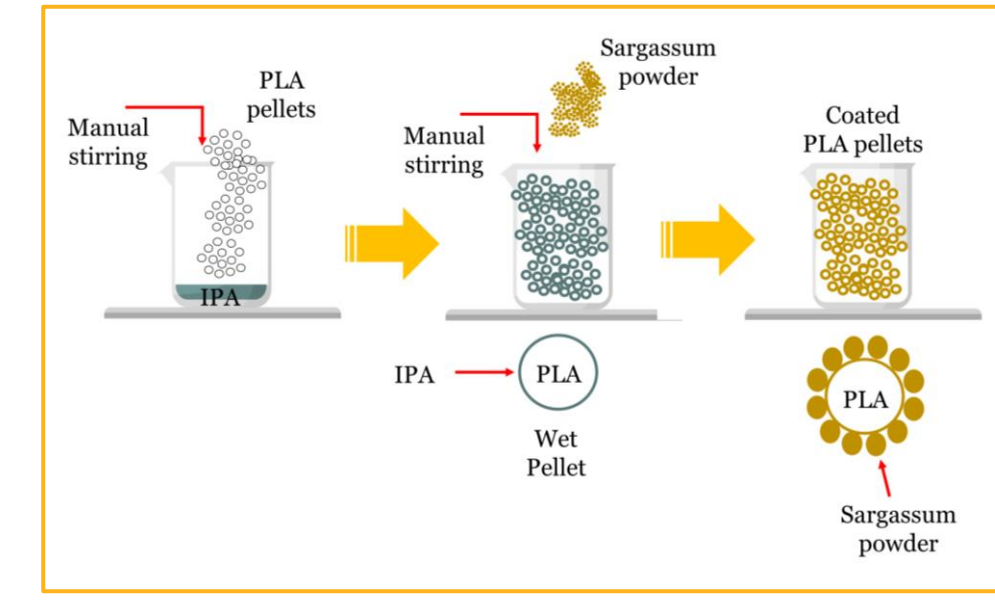 PLA
pellets
Manual
stirring
IPA
Sargassum
powder
Manual
stirring
IPA
PLA
Wet
Pellet
Coated
PLA pellets
PLA
Sargassum
powder